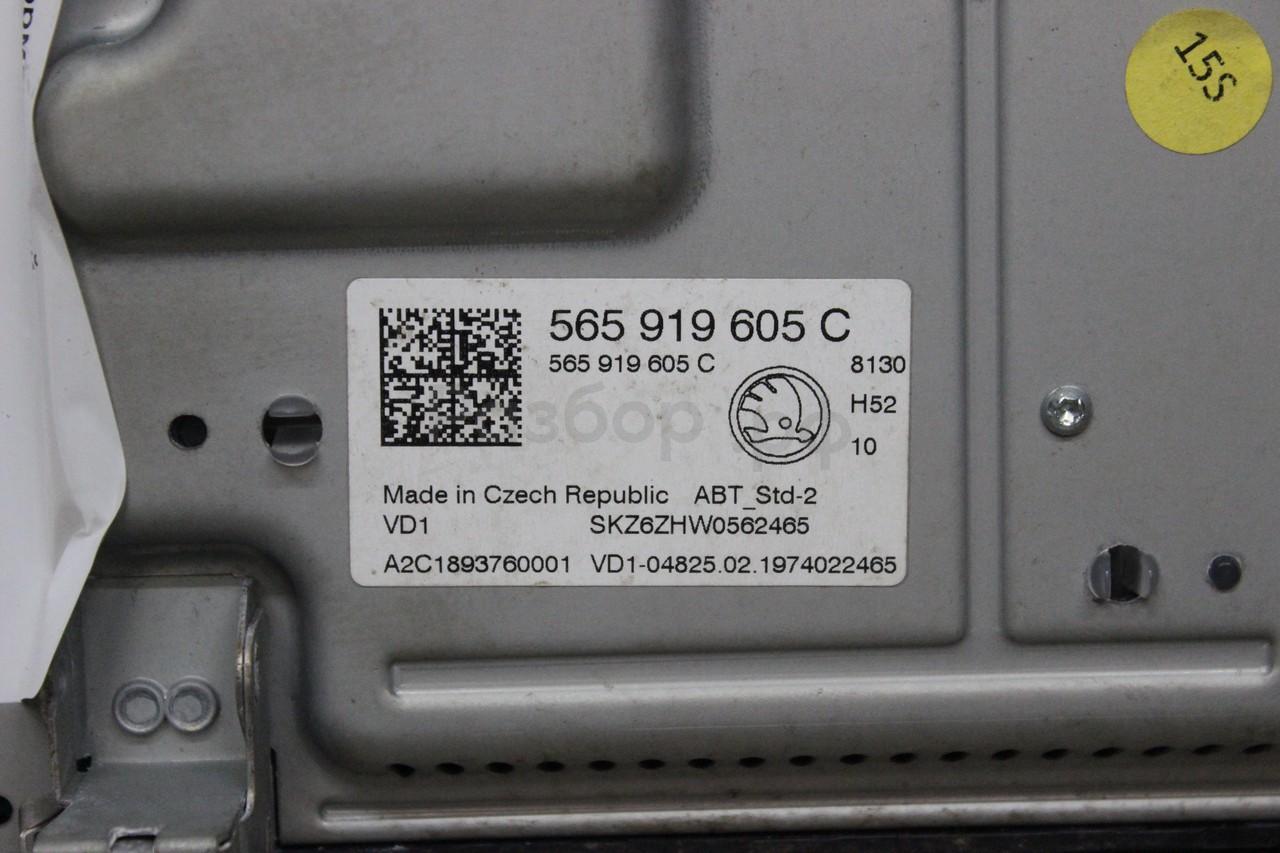 15S
565 919 605 C
565 919 605 C
8130
H52
10
Made in Czech Republic ABT_Std-2
VD1 SKZ6ZHW0562465
A2C1893760001 VD1-04825.02.1974022465